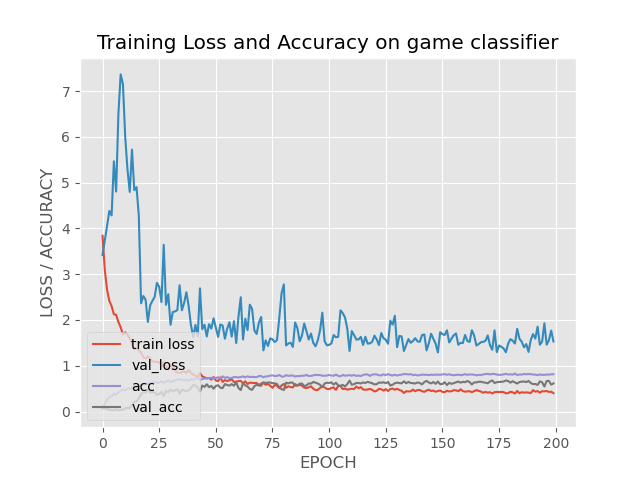 Training Loss and Accuracy on game classifier
LOSS / ACCURACY
7
6
5
4
3
2
1
0
train loss
val_loss
acc
val_acc
0 25 50 75 100 125 150 175 200
EPOCH